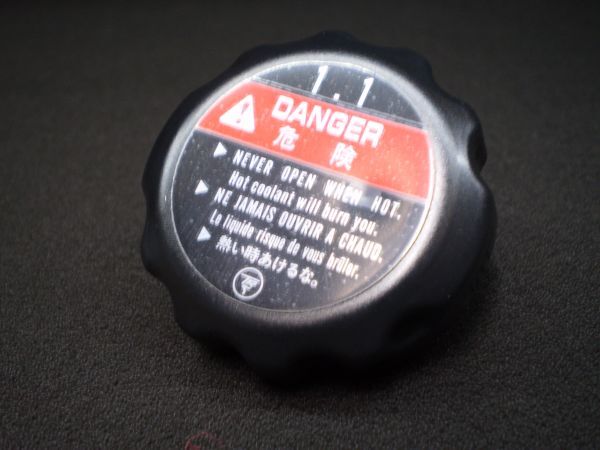 1.1
DANGER
危険
▶ NEVER OPEN WHEN HOT.
Hot coolant will burn you.
▶ NE JAMAIS OUVRIR A CHAUD.
Le liquide risque de vous brûler.
▶ 熱い時あけるな。